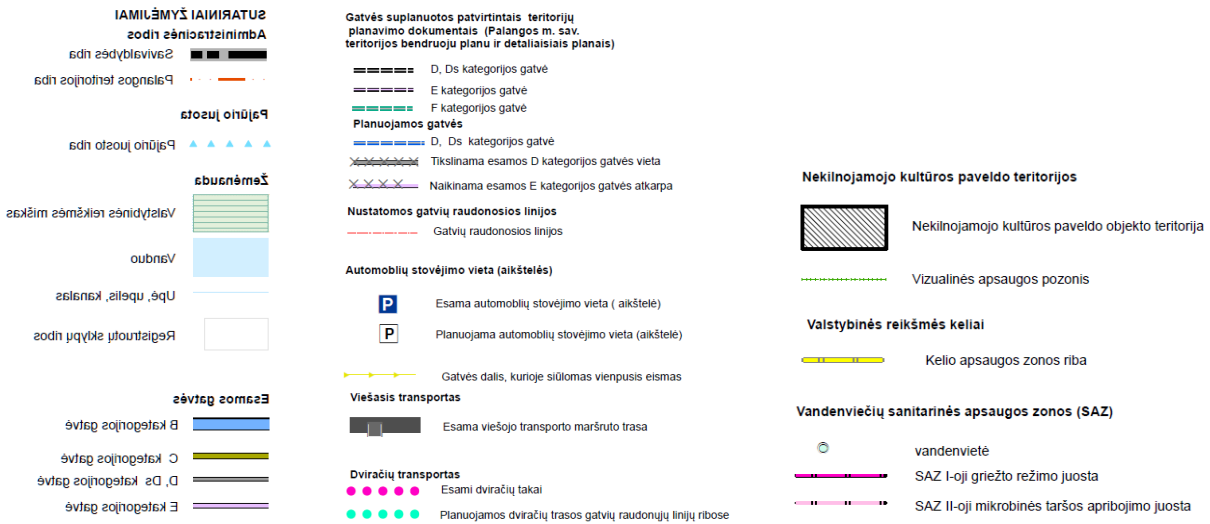 SUTARTINIAI ŽYMĖJIMAI
Administracinės ribos
Savivaldybės riba
Palangos teritorijos riba
Pajūrio jusota
Pajūrio juosto riba
Žemėnauda
Valstybinės reikšmės miškas
Vanduo
Upė, upelis, kanalas,
Registruotų sklypų ribos
Esamos gatvės
B kategorijos gatvė
C kategorijos gatvė
D, Ds kategorijos gatvė
E kategorijos gatvė
Gatvės suplanuotos patvirtintais teritorijų
planavimo dokumentais (Palangos m. sav.
teritorijos bendruoju planu ir detaliaisiais planais)
D, Ds kategorijos gatvė
E kategorijos gatvė
F kategorijos gatvė
Planuojamos gatvės
D, Ds kategorijos gatvė
Tikslinama esamos D kategorijos gatvės vieta
Naikinama esamos E kategorijos gatvės atkarpa
Nustatomos gatvių raudonosios linijos
Gatvių raudonosios linijos
Automoblių stovėjimo vieta (aikštelės)
P Esama automoblių stovėjimo vieta ( aikštelė)
P Planuojama automoblių stovėjimo vieta (aikštelė)
Gatvės dalis, kurioje siūlomas vienpusis eismas
Viešasis transportas
Esama viešojo transporto maršruto trasa
Dviračių transportas
Esami dviračių takai
Planuojamos dviračių trasos gatvių raudonųjų linijų ribose
Nekilnojamojo kultūros paveldo teritorijos
Nekilnojamojo kultūros paveldo objekto teritorija
Vizualinės apsaugos pozonis
Valstybinės reikšmės keliai
Kelio apsaugos zonos riba
Vandenviečių sanitarinės apsaugos zonos (SAZ)
vandenvietė
SAZ I-oji griežto režimo juosta
SAZ II-oji mikrobinės taršos apribojimo juosta